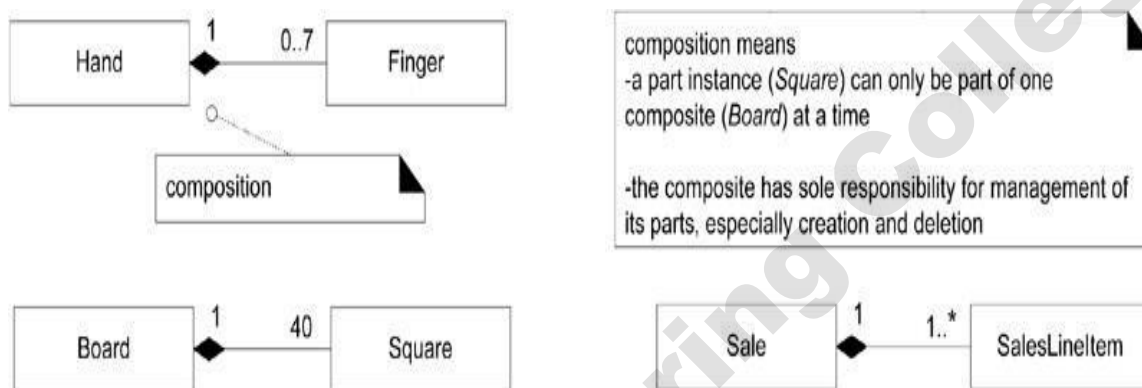 1
0..7
Hand
Finger
composition
composition means
-a part instance (Square) can only be part of one
composite (Board) at a time
-the composite has sole responsibility for management of
its parts, especially creation and deletion
1
40
Board
Square
1
1..*
Sale
SalesLineItem
ring College